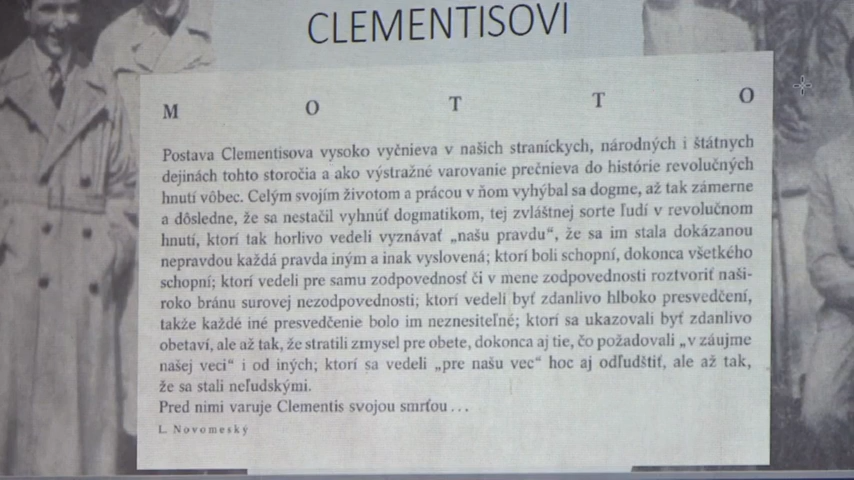 CLEMENTISOVI
M O T T O
Postava Clementisova vysoko vyčnieva v našich straníckych, národných i štátnych
dejinách tohto storočia a ako výstražné varovanie prečnieva do histórie revolučných
hnutí vôbec. Celým svojím životom a prácou v ňom vyhýbal sa dogme, až tak zámerne
a dôsledne, že sa nestačil vyhnúť dogmatikom, tej zvláštnej sorte ľudí v revolučnom
hnutí, ktorí tak horlivo vedeli vyznávať „našu pravdu“, že sa im stala dokázanou
nepravdou každá pravda iným a inak vyslovená; ktorí boli schopní, dokonca všetkého
schopní; ktorí vedeli pre samu zodpovednosť či v mene zodpovednosti roztvoriť naši-
roko bránu surovej nezodpovednosti; ktorí vedeli byť zdanlivo hlboko presvedčení,
takže každé iné presvedčenie bolo im neznesiteľné; ktorí sa ukazovali byť zdanlivo
obetaví, ale až tak, že stratili zmysel pre obete, dokonca aj tie, čo požadovali „v záujme
našej veci“ i od iných; ktorí sa vedeli „pre našu vec“ hoc aj odľudštiť, ale až tak,
že sa stali neľudskými.
Pred nimi varuje Clementis svojou smrťou...
L. Novomeský